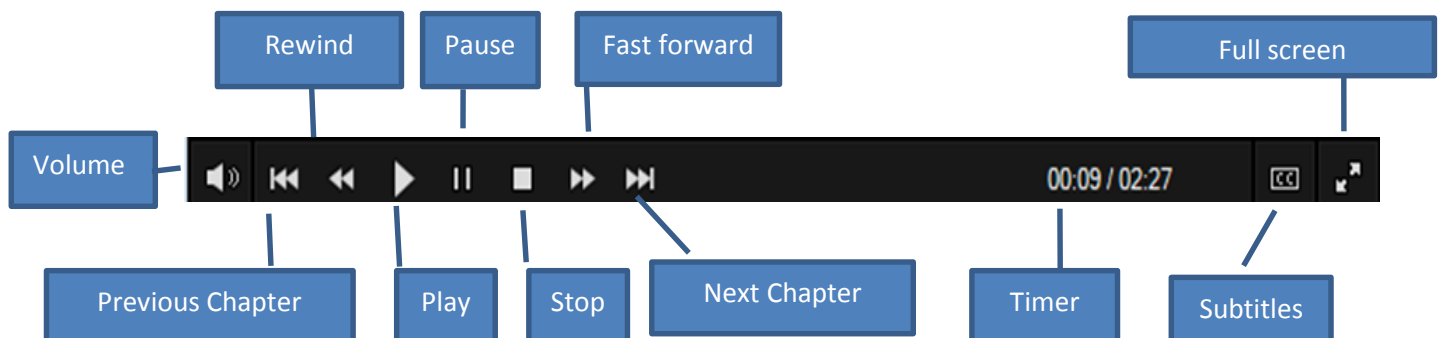 Rewind
Pause
Fast forward
Full screen
Volume
00:09 / 02:27
CC
Previous Chapter
Play
Stop
Next Chapter
Timer
Subtitles